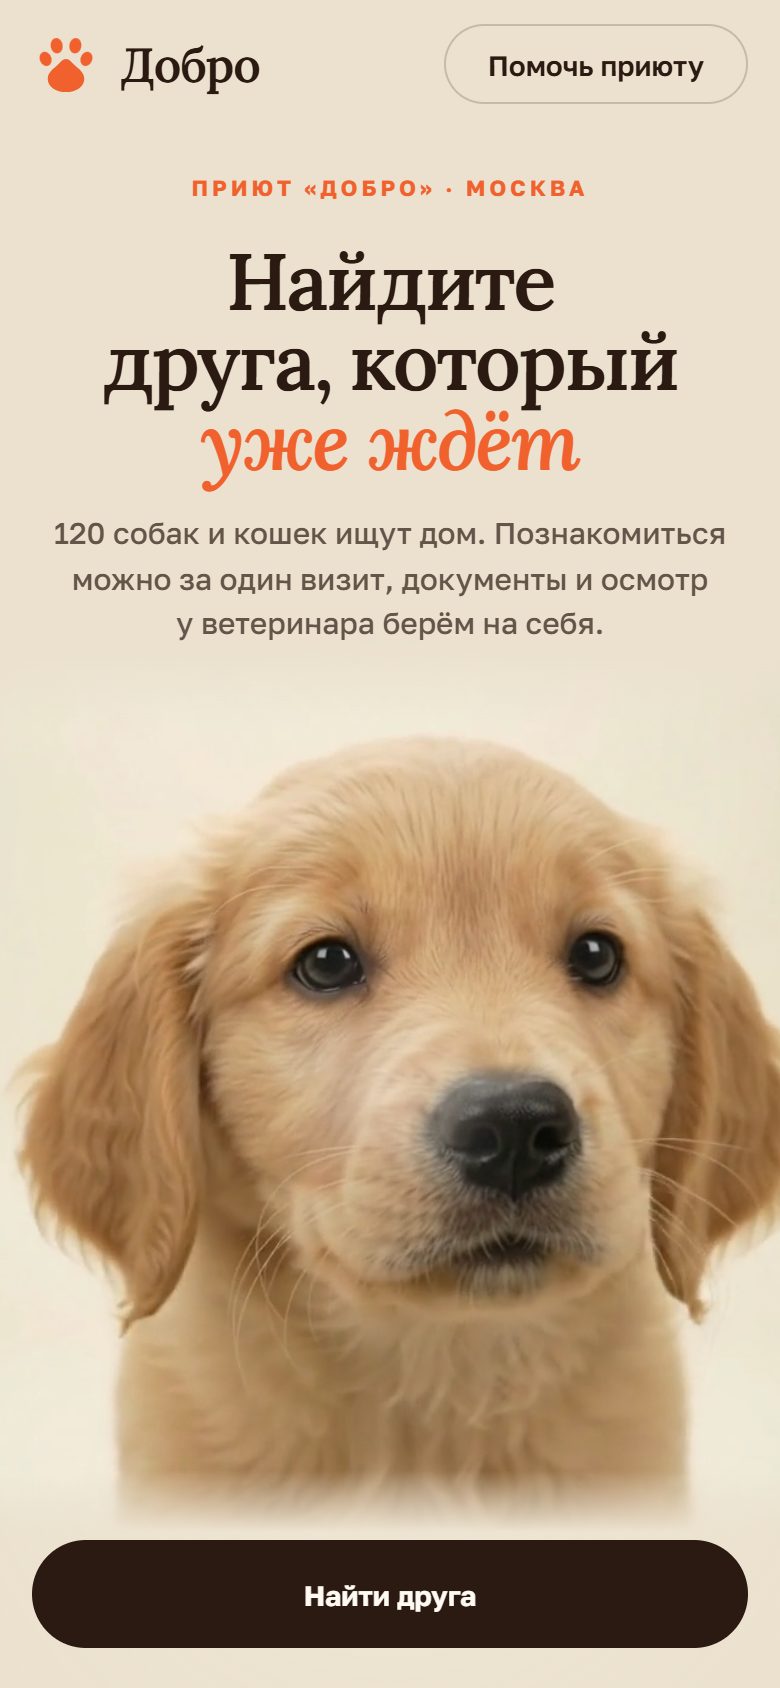 Добро
Помочь приюту
ПРИЮТ «ДОБРО» · МОСКВА
Найдите
друга, который
уже ждёт
120 собак и кошек ищут дом. Познакомиться
можно за один визит, документы и осмотр
у ветеринара берём на себя.
Найти друга